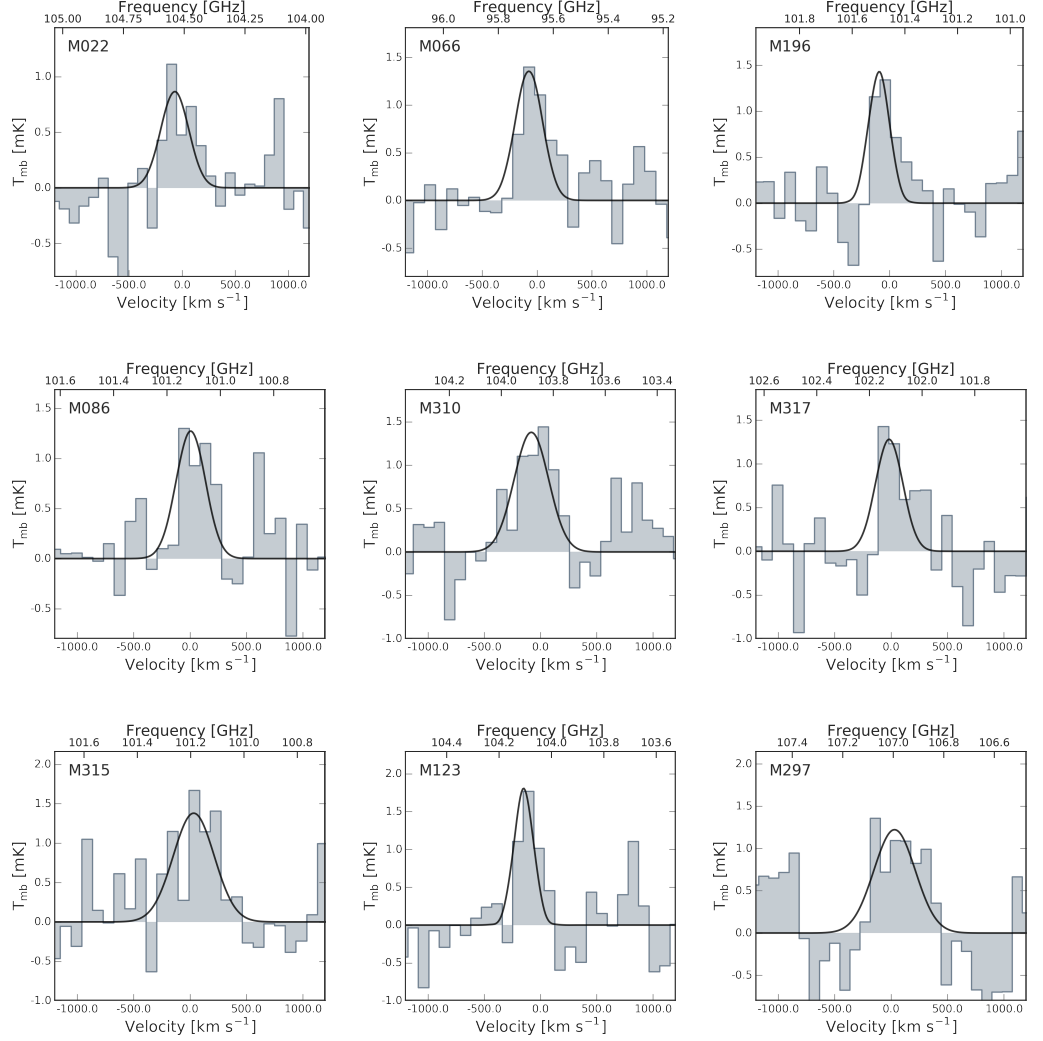 Frequency [GHz] Frequency [GHz] Frequency [GHz]
105.00 104.75 104.50 104.25 104.00 96.0 95.8 95.6 95.4 95.2 101.8 101.6 101.4 101.2 101.0
M022 M066 M196
T_mb [mK] T_mb [mK] T_mb [mK]
1.0 0.5 0.0 -0.5 1.5 1.0 0.5 0.0 -0.5 1.5 1.0 0.5 0.0 -0.5
-1000.0 -500.0 0.0 500.0 1000.0 -1000.0 -500.0 0.0 500.0 1000.0 -1000.0 -500.0 0.0 500.0 1000.0
Velocity [km s⁻¹] Velocity [km s⁻¹] Velocity [km s⁻¹]
Frequency [GHz] Frequency [GHz] Frequency [GHz]
101.6 101.4 101.2 101.0 100.8 104.2 104.0 103.8 103.6 103.4 102.6 102.4 102.2 102.0 101.8
M086 M310 M317
T_mb [mK] T_mb [mK] T_mb [mK]
1.5 1.0 0.5 0.0 -0.5 1.5 1.0 0.5 0.0 -0.5 -1.0 1.5 1.0 0.5 0.0 -0.5 -1.0
-1000.0 -500.0 0.0 500.0 1000.0 -1000.0 -500.0 0.0 500.0 1000.0 -1000.0 -500.0 0.0 500.0 1000.0
Velocity [km s⁻¹] Velocity [km s⁻¹] Velocity [km s⁻¹]
Frequency [GHz] Frequency [GHz] Frequency [GHz]
101.6 101.4 101.2 101.0 100.8 104.4 104.2 104.0 103.8 103.6 107.4 107.2 107.0 106.8 106.6
M315 M123 M297
T_mb [mK] T_mb [mK] T_mb [mK]
2.0 1.5 1.0 0.5 0.0 -0.5 -1.0 2.0 1.5 1.0 0.5 0.0 -0.5 -1.0 2.0 1.5 1.0 0.5 0.0 -0.5
-1000.0 -500.0 0.0 500.0 1000.0 -1000.0 -500.0 0.0 500.0 1000.0 -1000.0 -500.0 0.0 500.0 1000.0
Velocity [km s⁻¹] Velocity [km s⁻¹] Velocity [km s⁻¹]